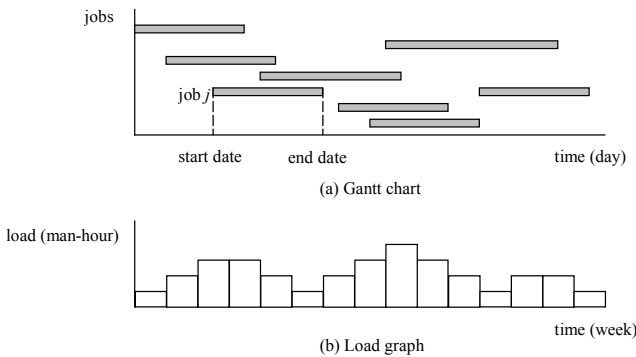 jobs
job j
start date
end date
time (day)
(a) Gantt chart
load (man-hour)
time (week)
(b) Load graph